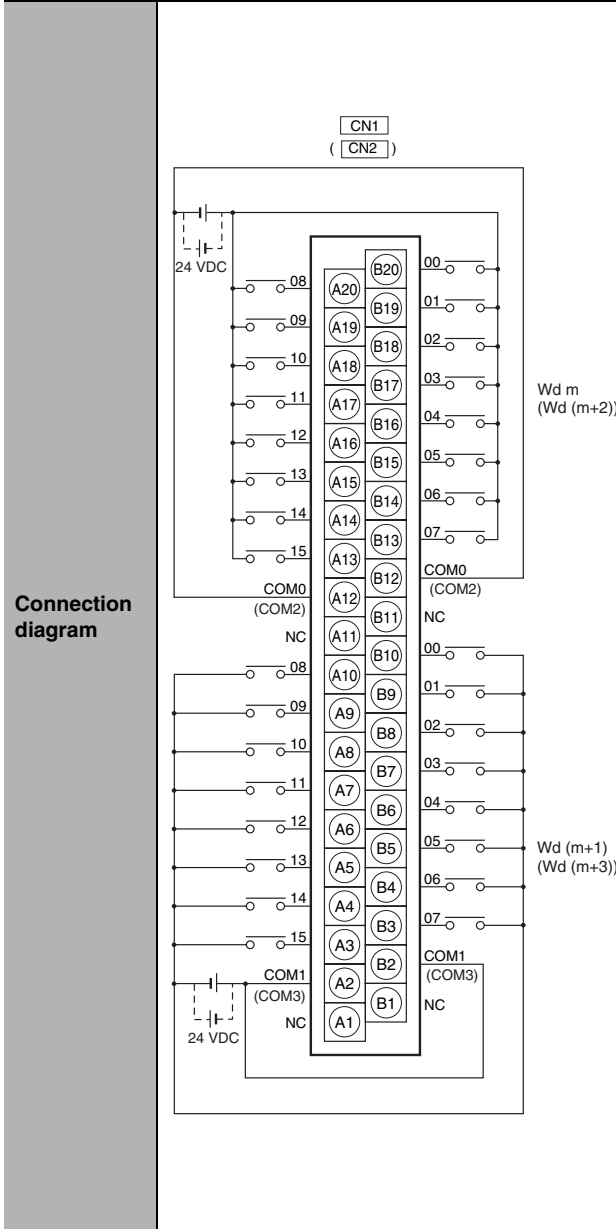 CN1
( CN2 )
24 VDC
B20 00
08 A20
B19 01
09 A19
B18 02
10 A18
B17 03
Wd m
(Wd (m+2))
11 A17
B16 04
12 A16
B15 05
13 A15
B14 06
14 A14
B13 07
15 A13
B12 COM0
(COM2)
COM0 A12
(COM2)
B11 NC
NC A11
B10 00
Connection
diagram
08 A10
B9 01
09 A9
B8 02
10 A8
B7 03
11 A7
B6 04
12 A6
B5 05
Wd (m+1)
(Wd (m+3))
13 A5
B4 06
14 A4
B3 07
15 A3
B2 COM1
(COM3)
COM1 A2
(COM3)
B1 NC
NC A1
24 VDC